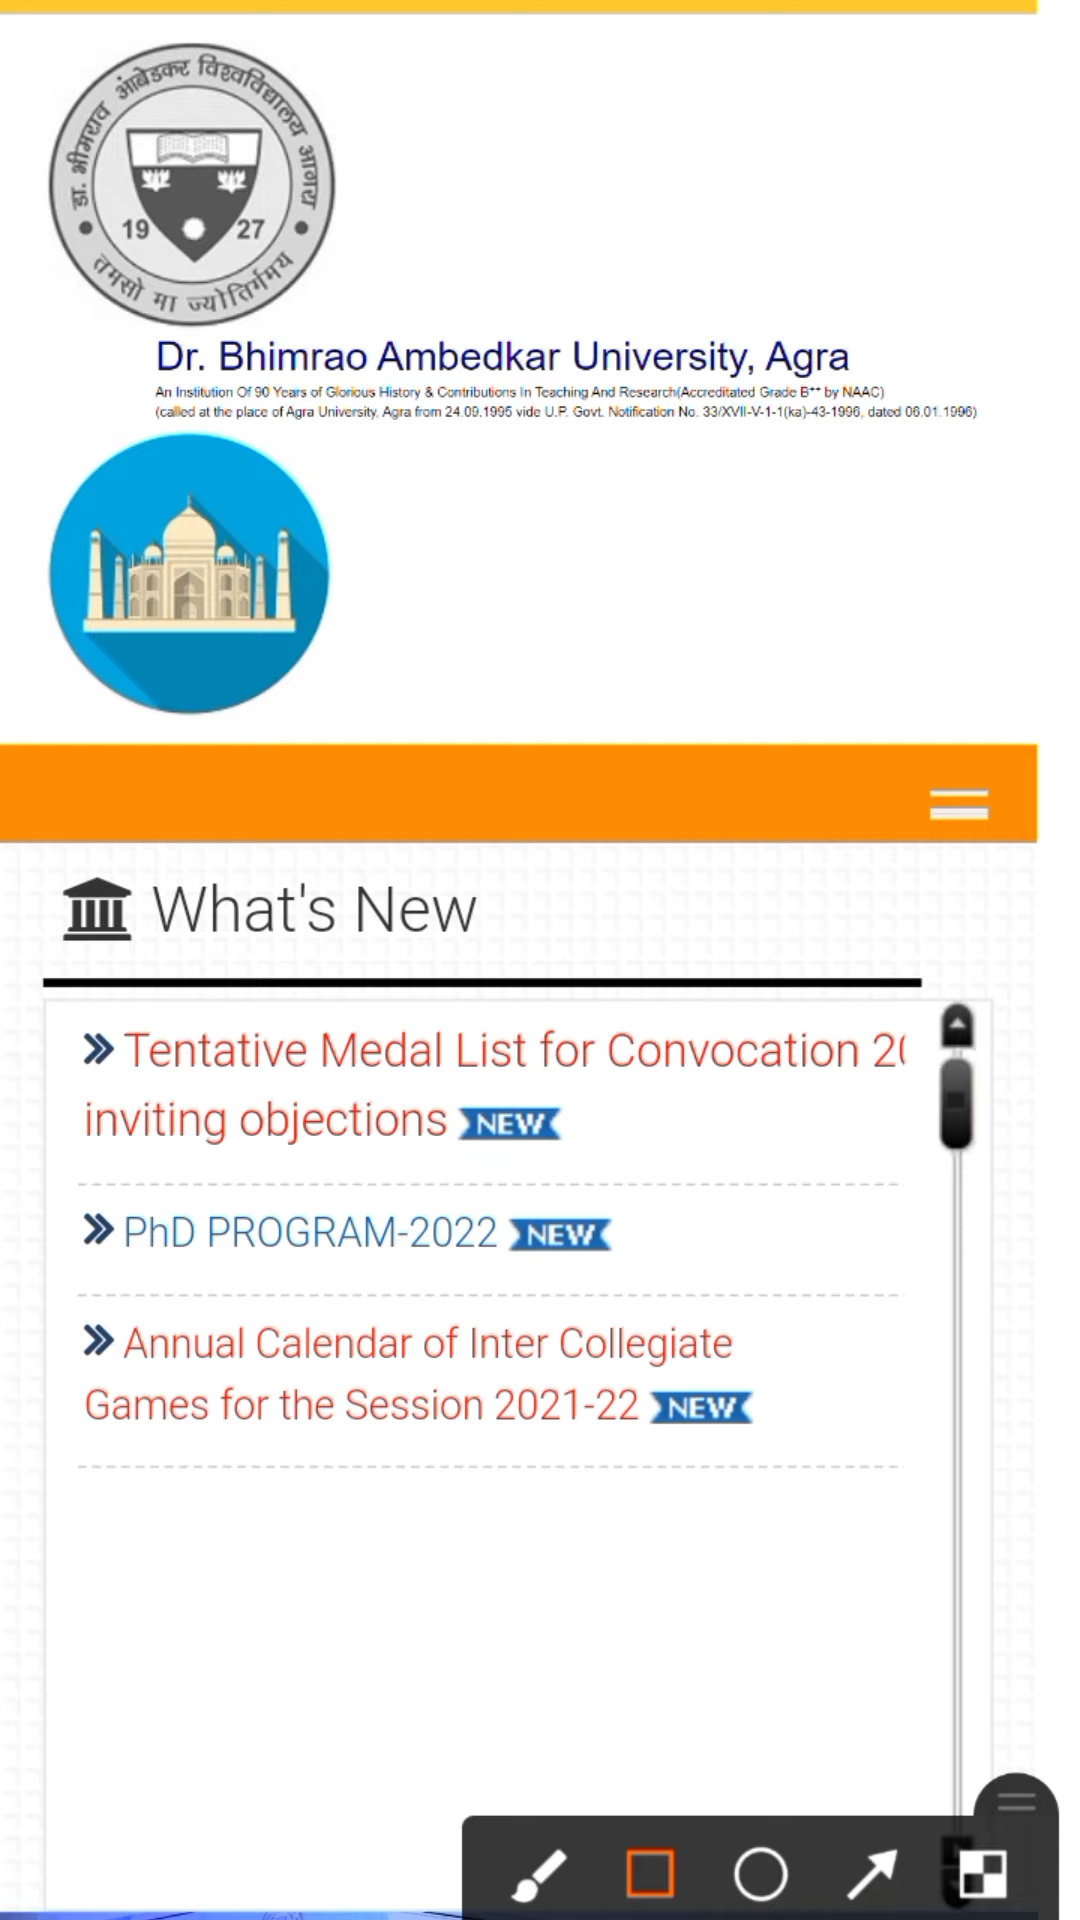 डा. भीमराव आंबेडकर विश्वविद्यालय आगरा
19 27
तमसो मा ज्योतिर्गमय
Dr. Bhimrao Ambedkar University, Agra
An Institution Of 90 Years of Glorious History & Contributions In Teaching And Research(Accreditated Grade B++ by NAAC)
(called at the place of Agra University, Agra from 24.09.1995 vide U.P. Govt. Notification No. 33/XVII-V-1-1(ka)-43-1996, dated 06.01.1996)
What's New
Tentative Medal List for Convocation 20
inviting objections NEW
PhD PROGRAM-2022 NEW
Annual Calendar of Inter Collegiate
Games for the Session 2021-22 NEW